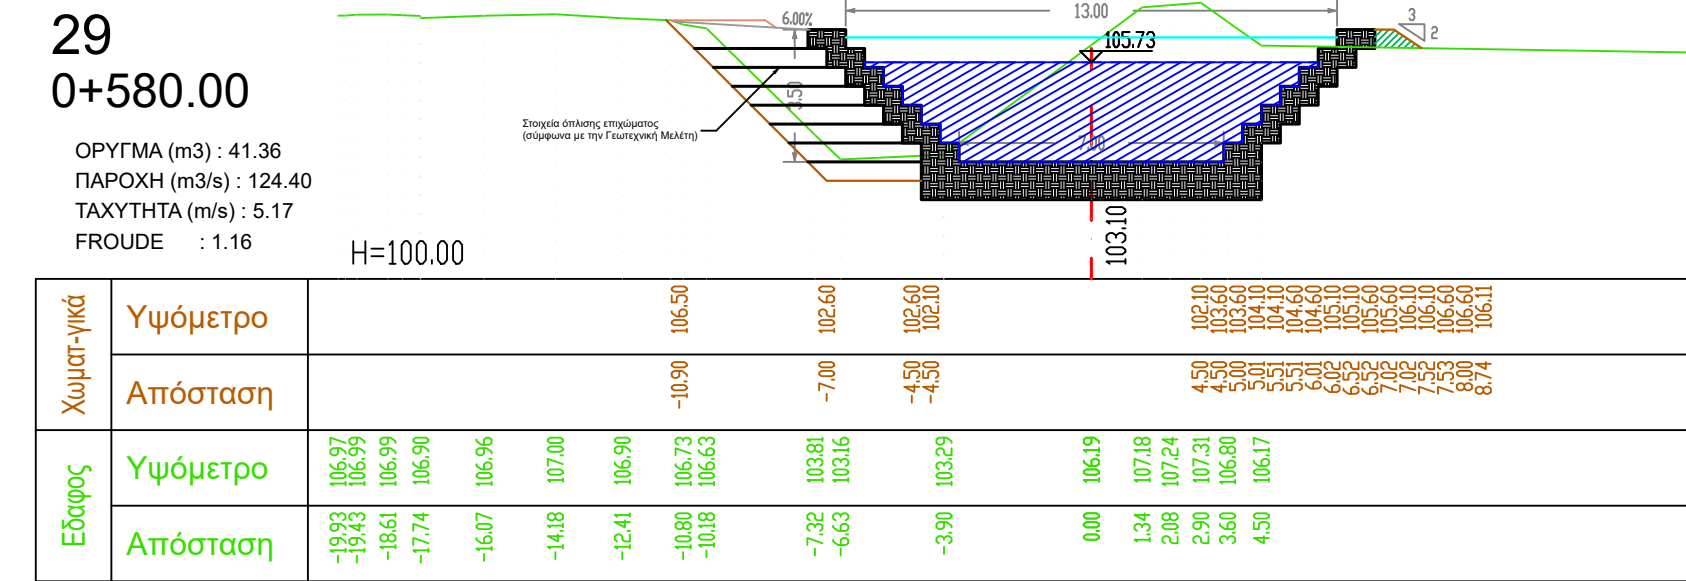 29
0+580.00
ΟΡΥΓΜΑ (m3) : 41.36
ΠΑΡΟΧΗ (m3/s) : 124.40
ΤΑΧΥΤΗΤΑ (m/s) : 5.17
FROUDE : 1.16
H=100.00
6.00%
13.00
3
2
105.73
3.50
7.00
Στοιχεία όπλισης επιχώματος
(σύμφωνα με την Γεωτεχνική Μελέτη)
103.10
Χωματ-γικά
Υψόμετρο
106.50 102.60 102.60 102.10 102.10 103.60 103.60 104.10 104.10 104.60 104.60 105.10 105.10 105.60 105.60 106.10 106.10 106.60 106.60 106.11
Απόσταση
-10.90 -7.00 -4.50 -4.50 4.50 4.50 5.00 5.01 5.51 5.51 6.01 6.02 6.52 6.52 7.02 7.02 7.52 7.53 8.00 8.74
Εδαφος
Υψόμετρο
106.97 106.99 106.99 106.90 106.96 107.00 106.90 106.73 106.63 103.81 103.16 103.29 106.19 107.18 107.24 107.31 106.80 106.17
Απόσταση
-19.93 -19.43 -18.61 -17.74 -16.07 -14.18 -12.41 -10.80 -10.18 -7.32 -6.63 -3.90 0.00 1.34 2.08 2.90 3.60 4.50